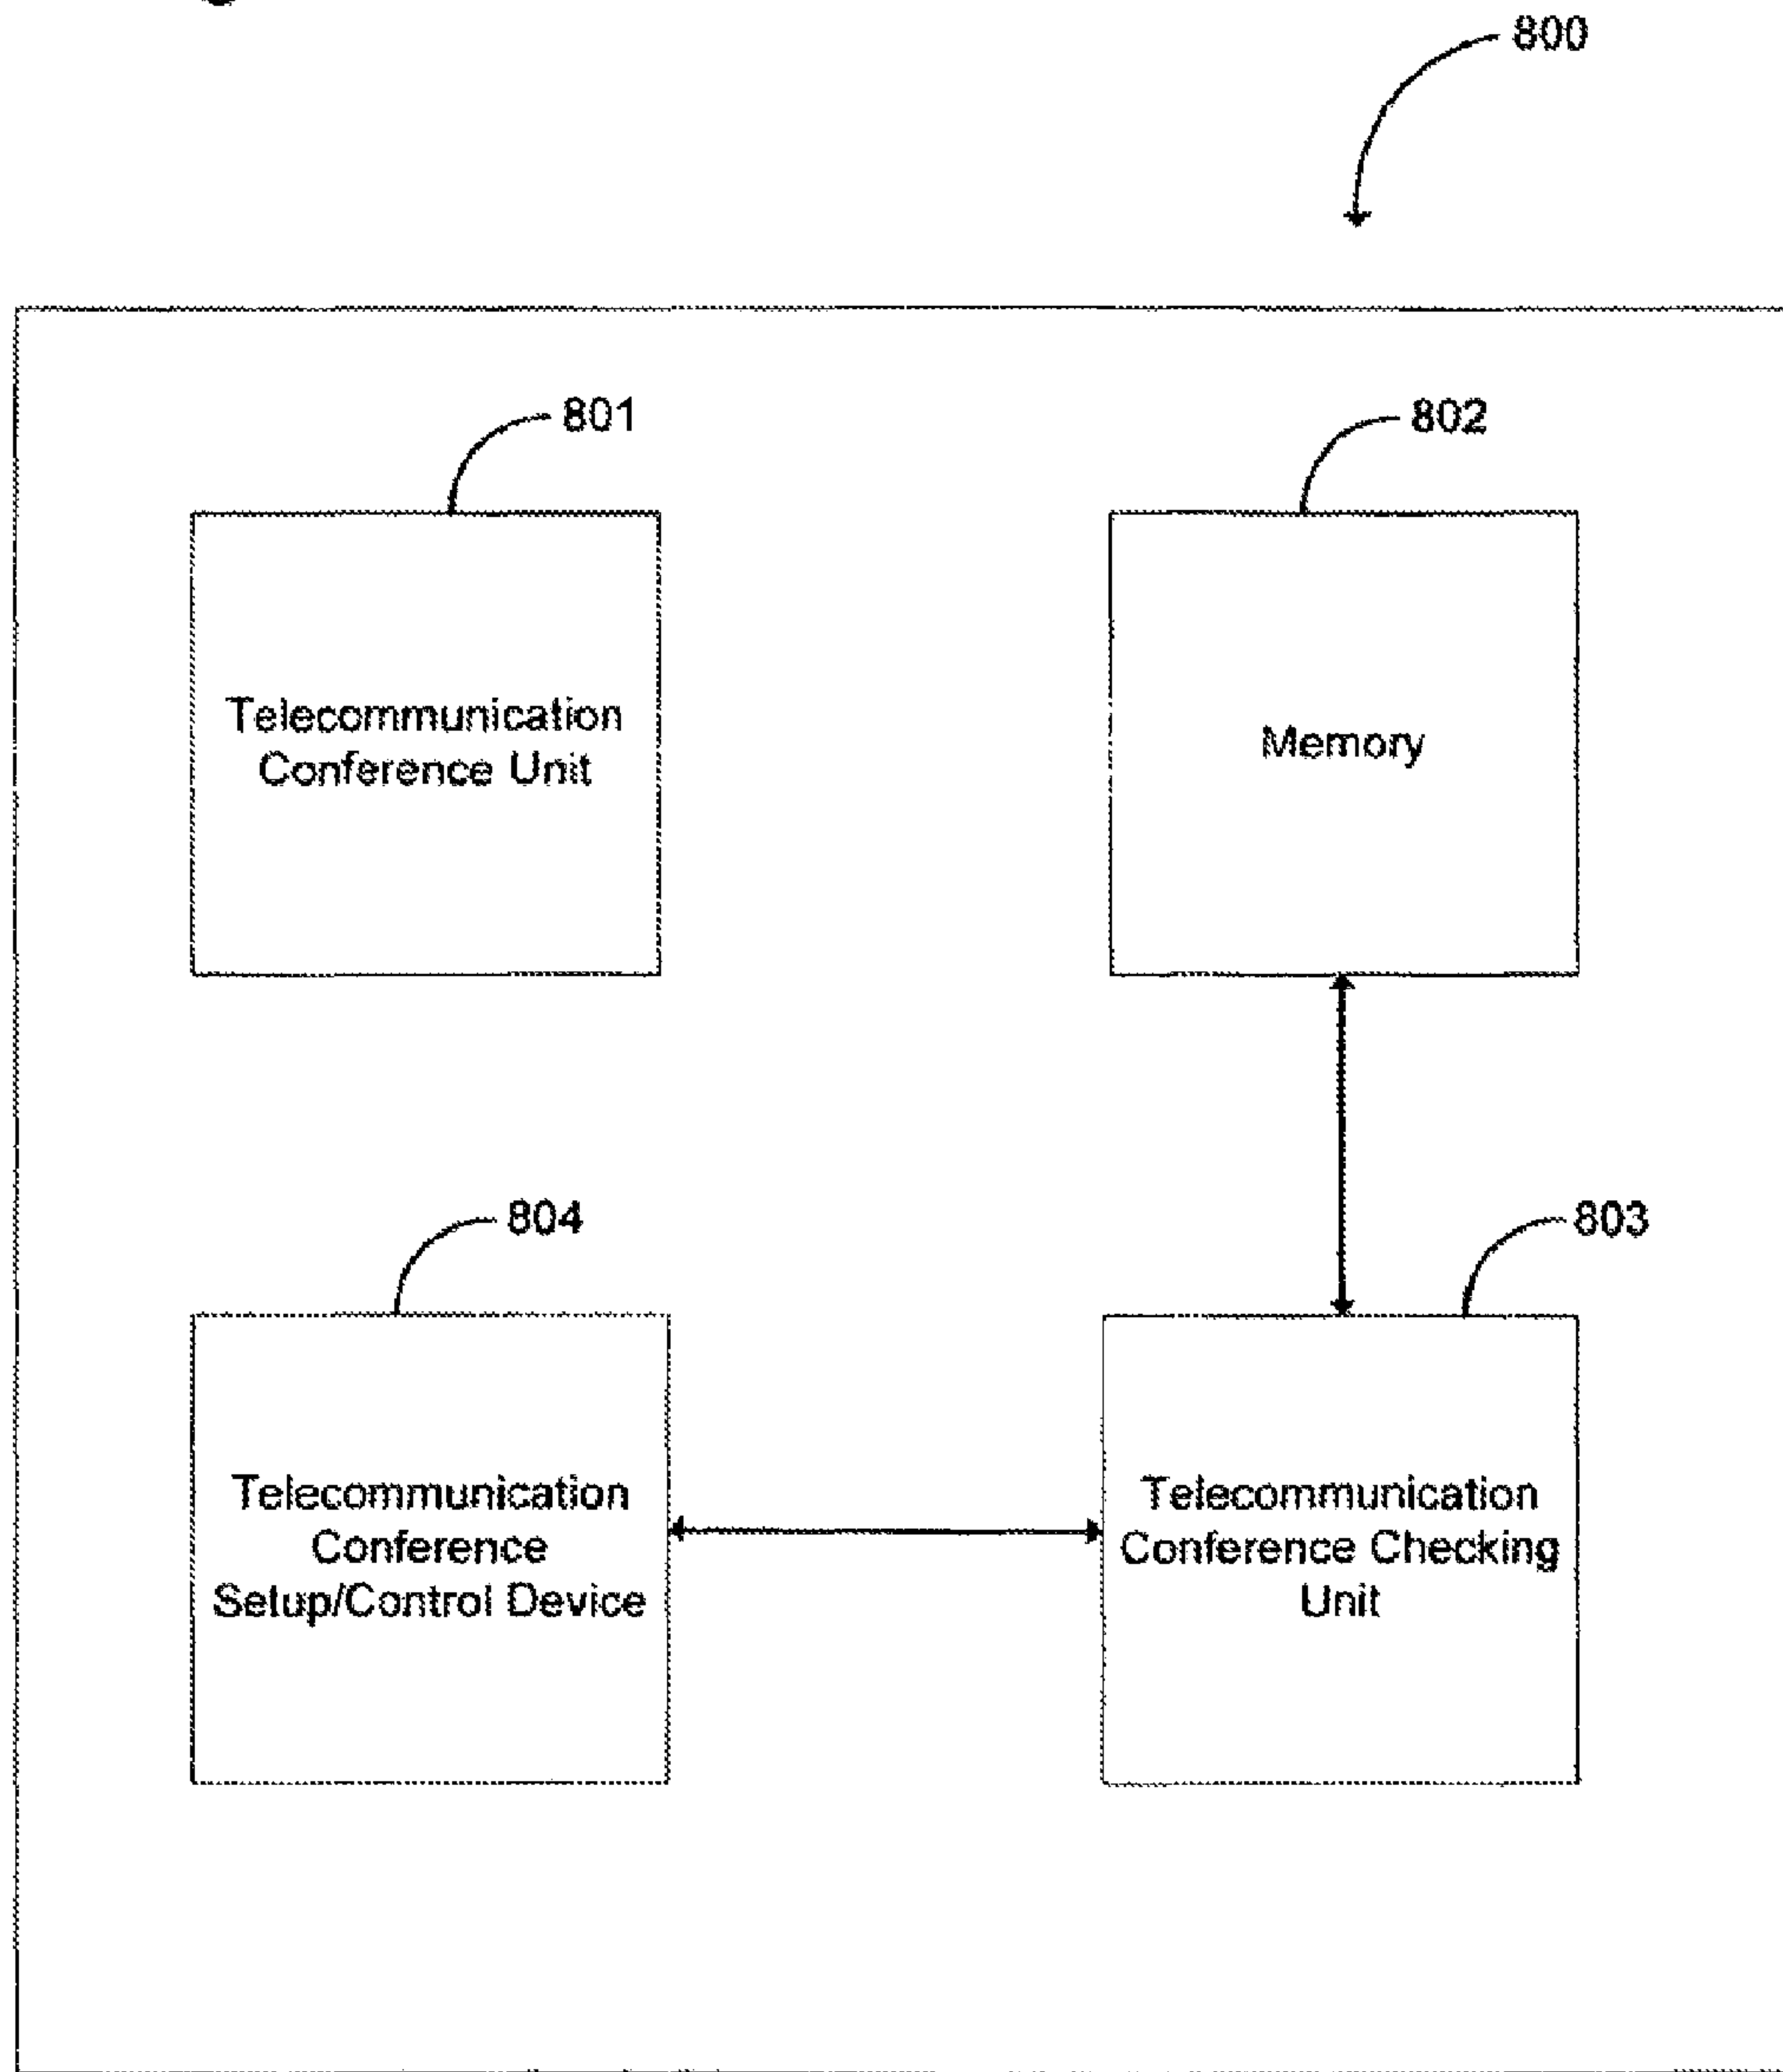 800
801
802
Telecommunication
Conference Unit
Memory
804
803
Telecommunication
Conference
Setup/Control Device
Telecommunication
Conference Checking
Unit